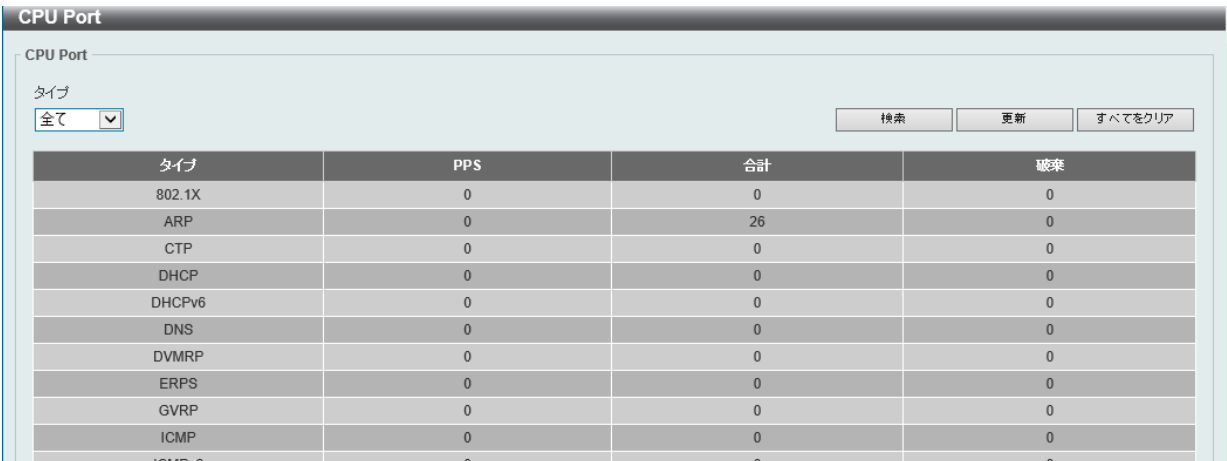 CPU Port
CPU Port
タイプ
全て
検索 更新 すべてをクリア
タイプ PPS 合計 破棄
802.1X 0 0 0
ARP 0 26 0
CTP 0 0 0
DHCP 0 0 0
DHCPv6 0 0 0
DNS 0 0 0
DVMRP 0 0 0
ERPS 0 0 0
GVRP 0 0 0
ICMP 0 0 0